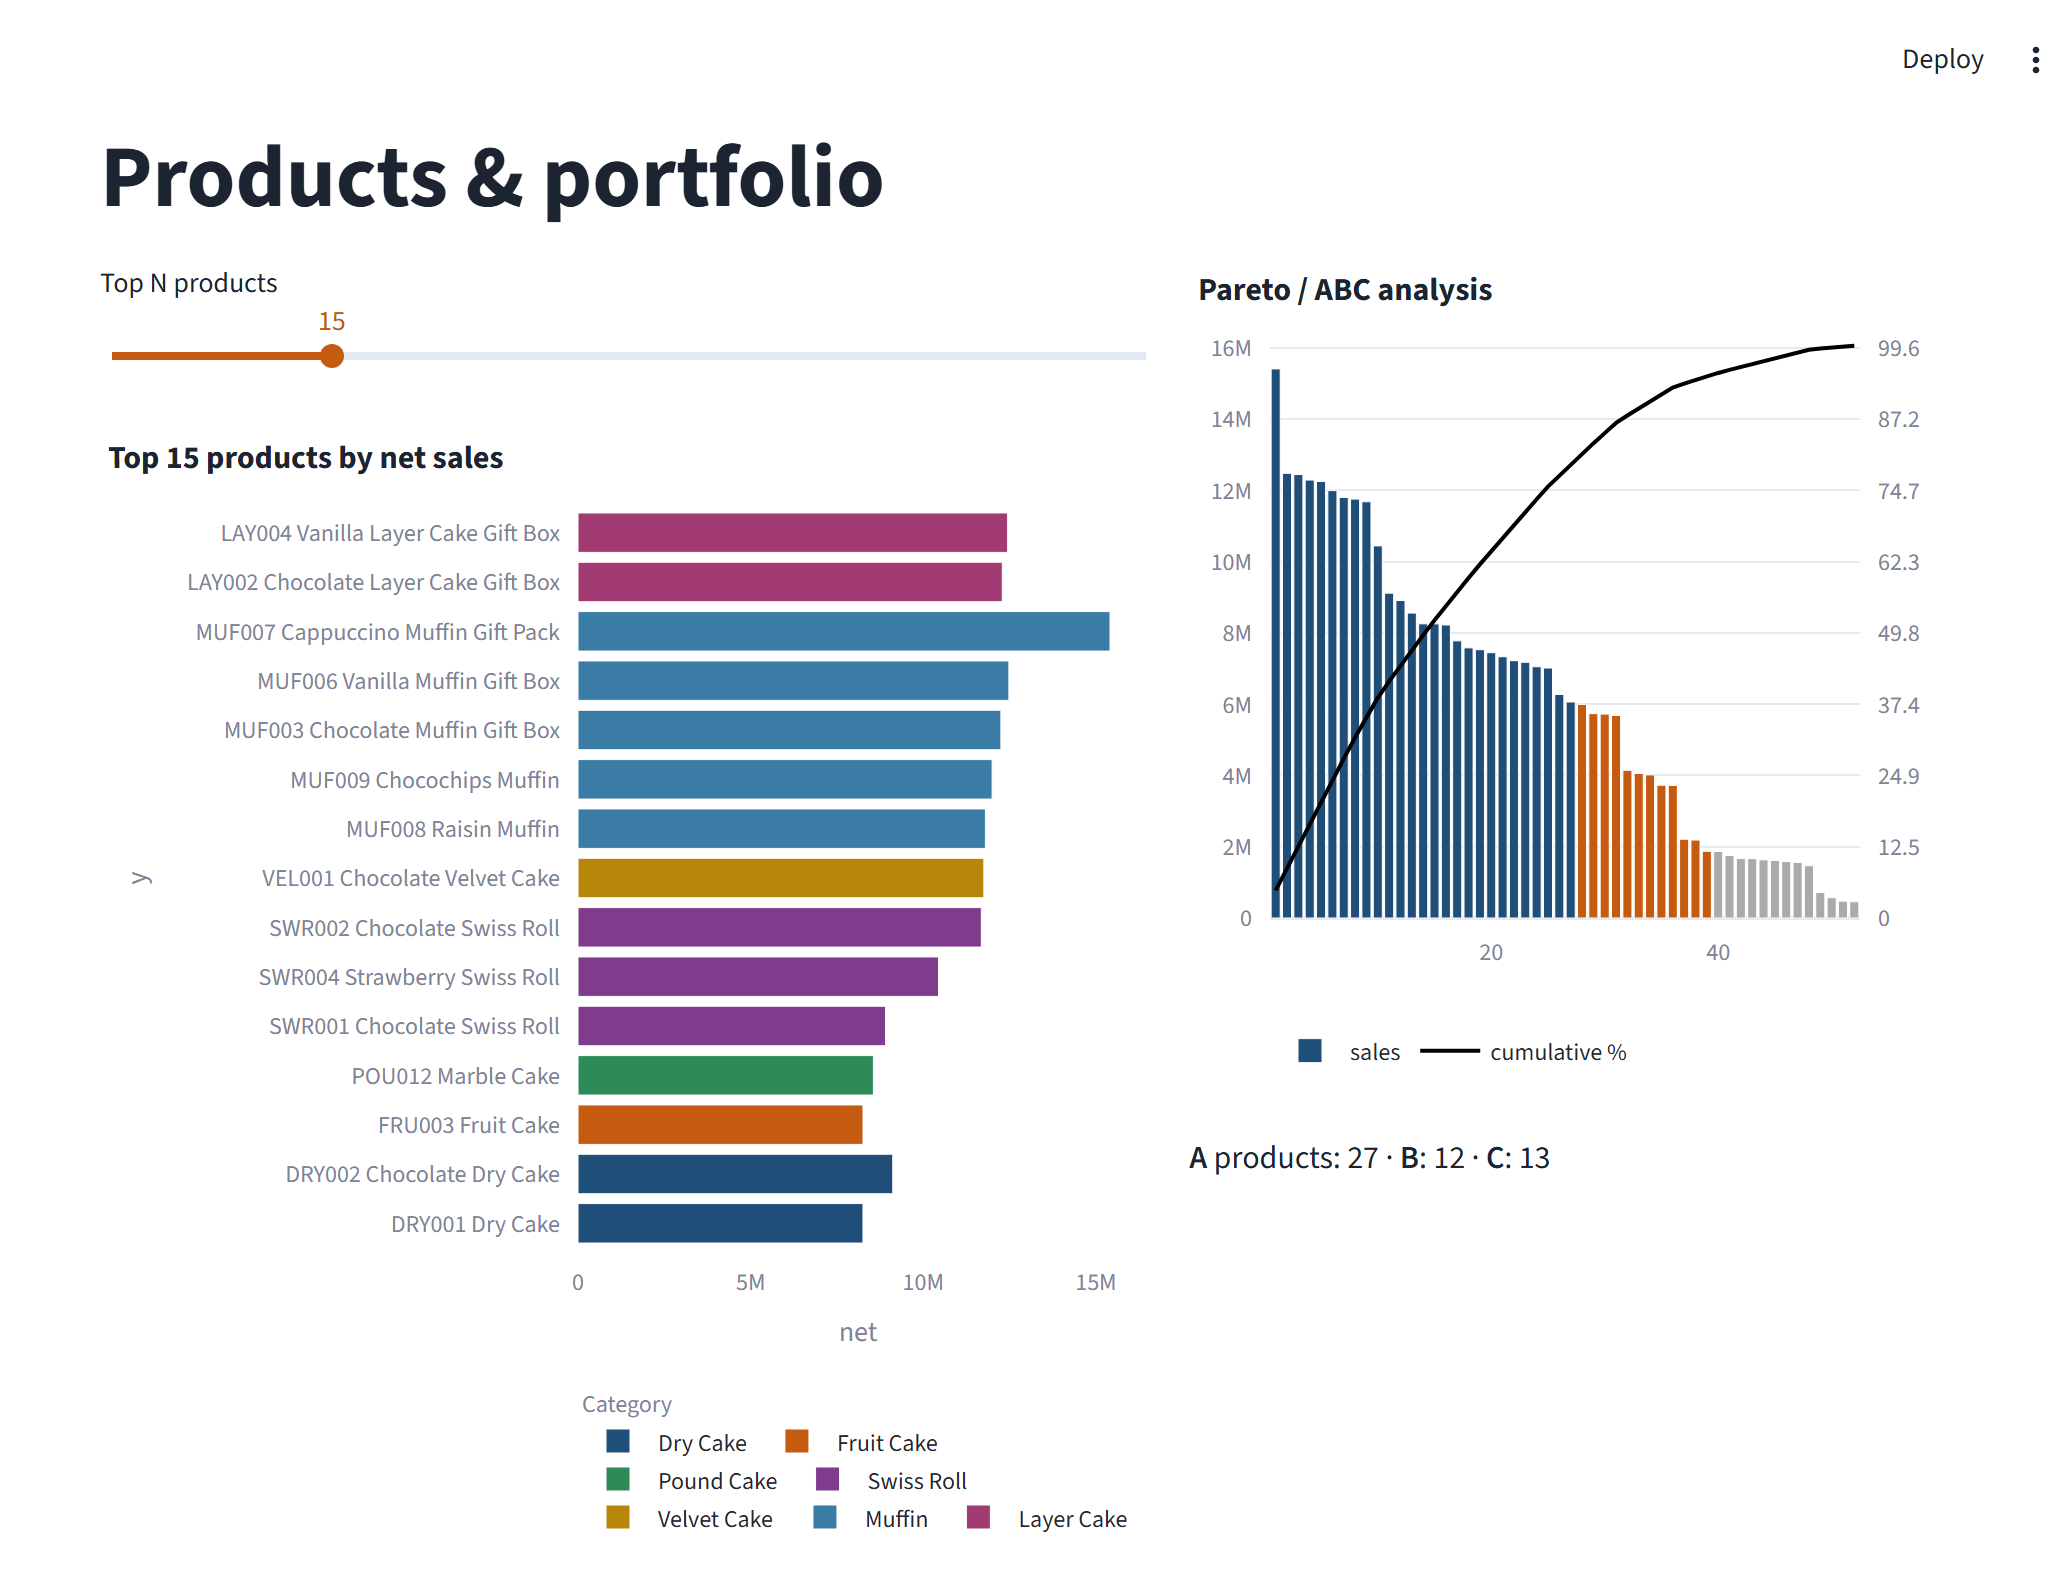 Deploy
Products & portfolio
Top N products
15
Top 15 products by net sales
LAY004 Vanilla Layer Cake Gift Box
LAY002 Chocolate Layer Cake Gift Box
MUF007 Cappuccino Muffin Gift Pack
MUF006 Vanilla Muffin Gift Box
MUF003 Chocolate Muffin Gift Box
MUF009 Chocochips Muffin
MUF008 Raisin Muffin
VEL001 Chocolate Velvet Cake
SWR002 Chocolate Swiss Roll
SWR004 Strawberry Swiss Roll
SWR001 Chocolate Swiss Roll
POU012 Marble Cake
FRU003 Fruit Cake
DRY002 Chocolate Dry Cake
DRY001 Dry Cake
y
0 5M 10M 15M
net
Category
Dry Cake Fruit Cake
Pound Cake Swiss Roll
Velvet Cake Muffin Layer Cake
Pareto / ABC analysis
16M 99.6
14M 87.2
12M 74.7
10M 62.3
8M 49.8
6M 37.4
4M 24.9
2M 12.5
0 0
20 40
sales cumulative %
A products: 27 · B: 12 · C: 13